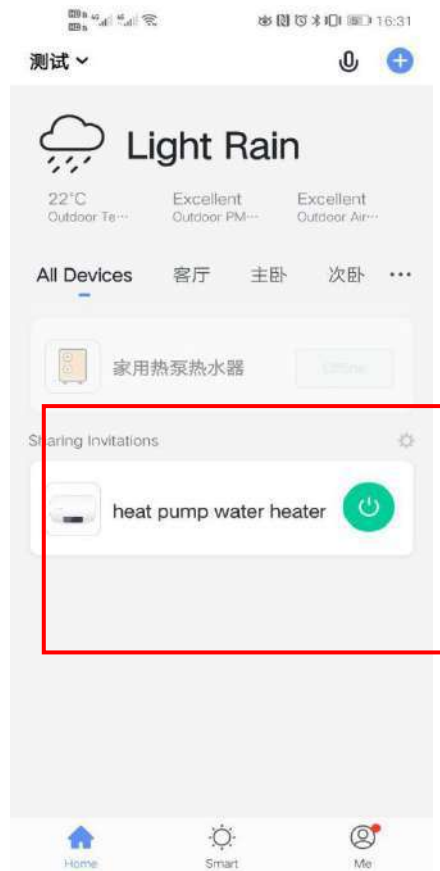 16:31
测试
Light Rain
22°C Excellent Excellent
Outdoor Te··· Outdoor PM··· Outdoor Air···
All Devices 客厅 主卧 次卧 ···
家用热泵热水器 Offline
Sharing Invitations
heat pump water heater
Home Smart Me